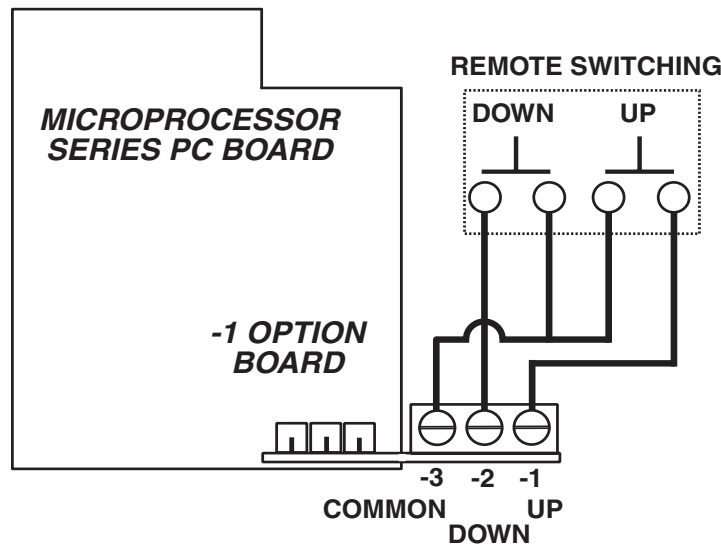 REMOTE SWITCHING
DOWN UP
MICROPROCESSOR
SERIES PC BOARD
-1 OPTION
BOARD
-3 -2 -1
COMMON UP
DOWN